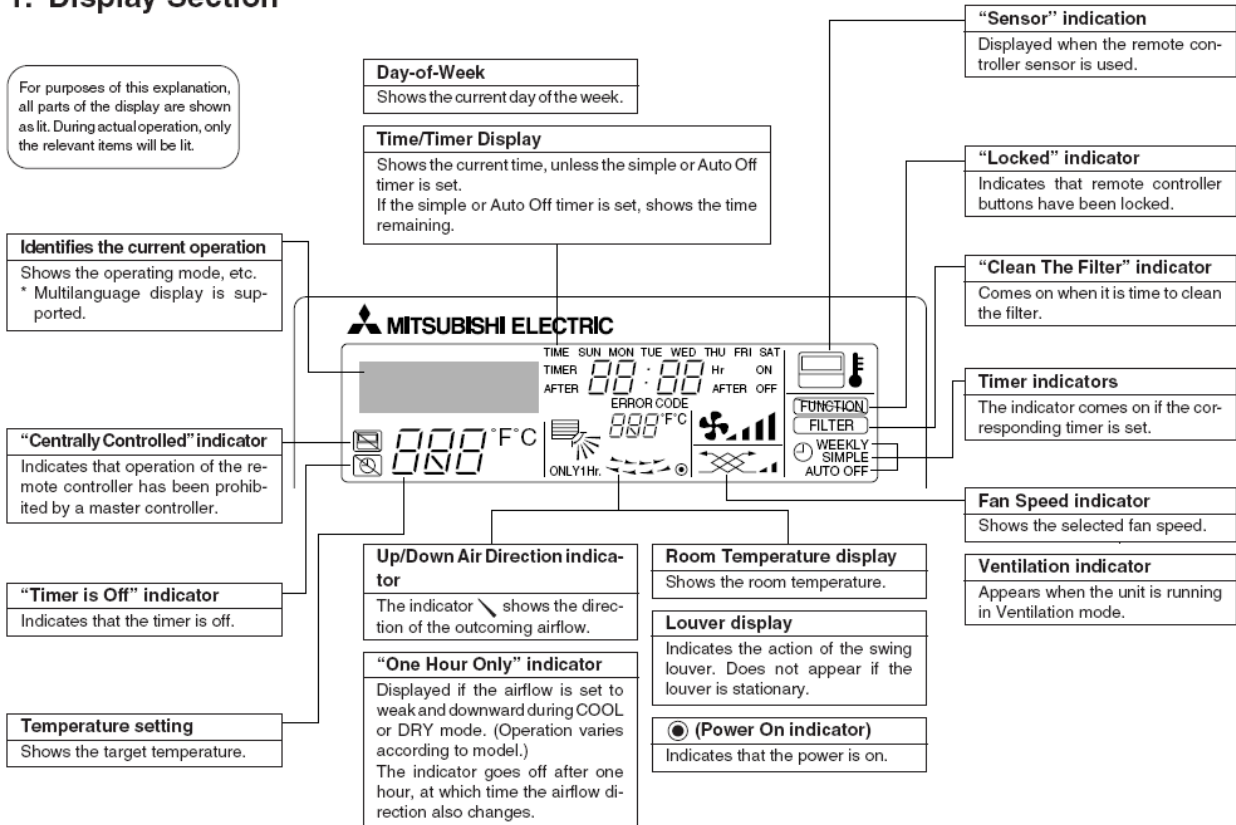 1. Display Section
For purposes of this explanation,
all parts of the display are shown
as lit. During actual operation, only
the relevant items will be lit.
Day-of-Week
Shows the current day of the week.
Time/Timer Display
Shows the current time, unless the simple or Auto Off
timer is set.
If the simple or Auto Off timer is set, shows the time
remaining.
"Sensor" indication
Displayed when the remote con-
troller sensor is used.
"Locked" indicator
Indicates that remote controller
buttons have been locked.
"Clean The Filter" indicator
Comes on when it is time to clean
the filter.
Timer indicators
The indicator comes on if the cor-
responding timer is set.
Fan Speed indicator
Shows the selected fan speed.
Ventilation indicator
Appears when the unit is running
in Ventilation mode.
Identifies the current operation
Shows the operating mode, etc.
* Multilanguage display is sup-
ported.
"Centrally Controlled" indicator
Indicates that operation of the re-
mote controller has been prohib-
ited by a master controller.
"Timer is Off" indicator
Indicates that the timer is off.
Temperature setting
Shows the target temperature.
MITSUBISHI ELECTRIC
TIME SUN MON TUE WED THU FRI SAT
TIMER 88:88 Hr ON
AFTER AFTER OFF
ERROR CODE
888°F°C
888°F°C
ONLY1Hr.
FUNCTION
FILTER
WEEKLY
SIMPLE
AUTO OFF
Up/Down Air Direction indica-
tor
The indicator shows the direc-
tion of the outcoming airflow.
"One Hour Only" indicator
Displayed if the airflow is set to
weak and downward during COOL
or DRY mode. (Operation varies
according to model.)
The indicator goes off after one
hour, at which time the airflow di-
rection also changes.
Room Temperature display
Shows the room temperature.
Louver display
Indicates the action of the swing
louver. Does not appear if the
louver is stationary.
(Power On indicator)
Indicates that the power is on.